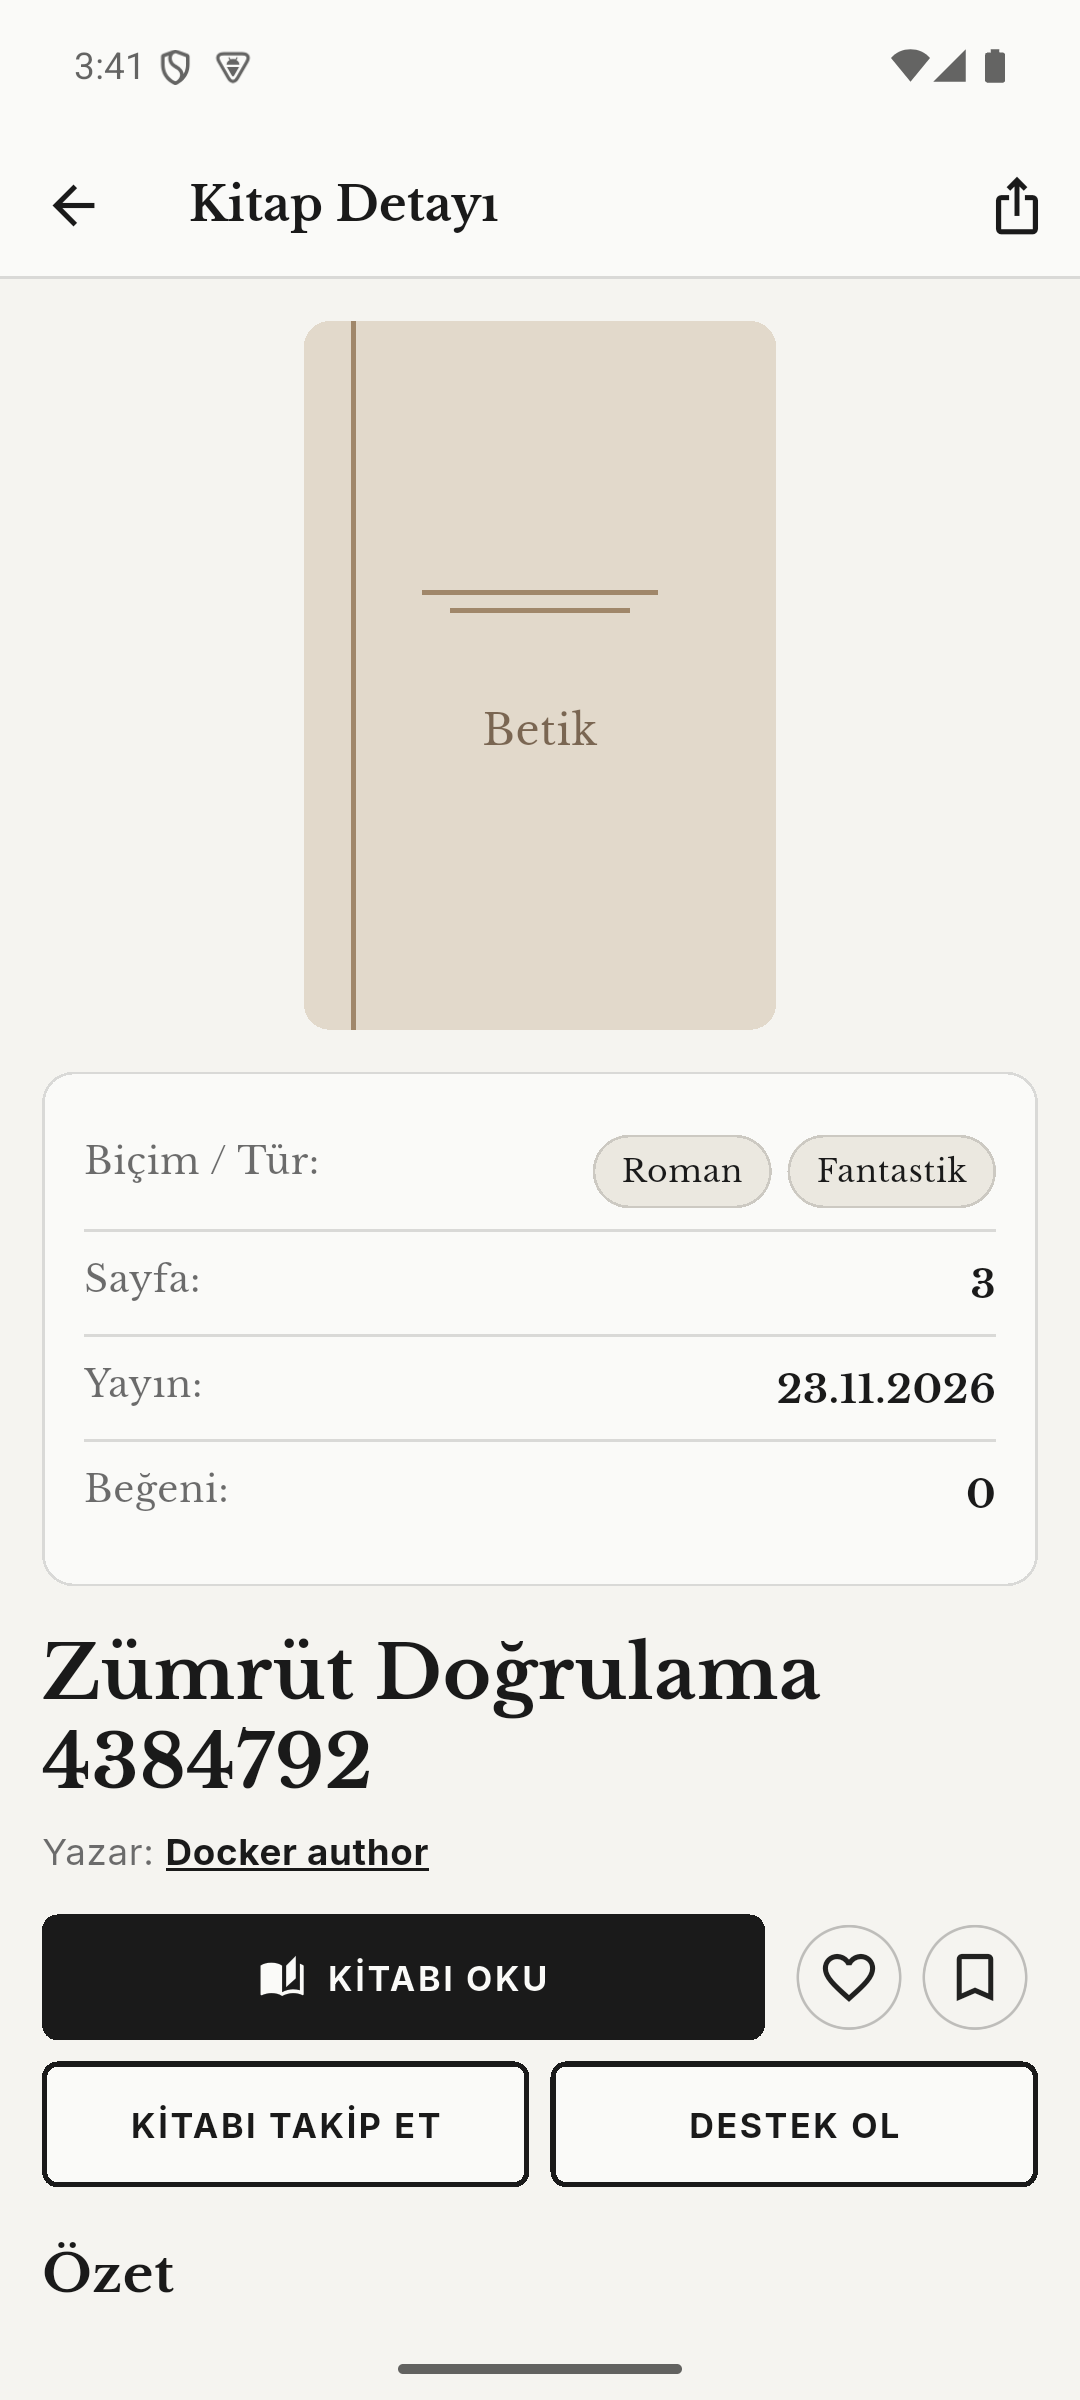 3:41
Kitap Detayı
Betik
Biçim / Tür:
Roman
Fantastik
Sayfa:
3
Yayın:
23.11.2026
Beğeni:
0
Zümrüt Doğrulama
4384792
Yazar: Docker author
KİTABI OKU
KİTABI TAKİP ET
DESTEK OL
Özet